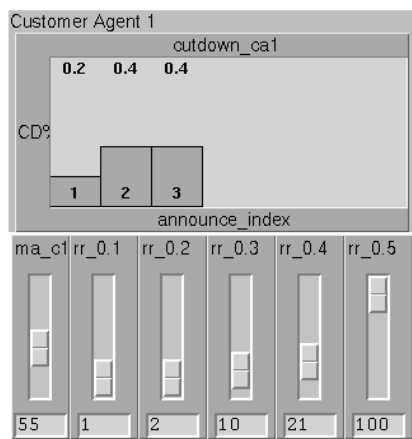 Customer Agent 1
cutdown_ca1
0.2 0.4 0.4
CD%
1 2 3
announce_index
ma_c1 rr_0.1 rr_0.2 rr_0.3 rr_0.4 rr_0.5
55 1 2 10 21 100